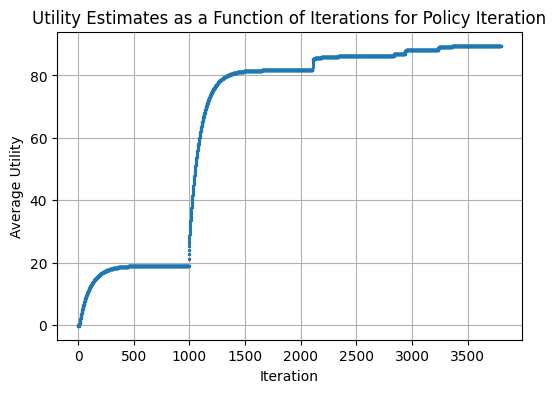 Utility Estimates as a Function of Iterations for Policy Iteration
80
60
40
20
0
Average Utility
0 500 1000 1500 2000 2500 3000 3500
Iteration